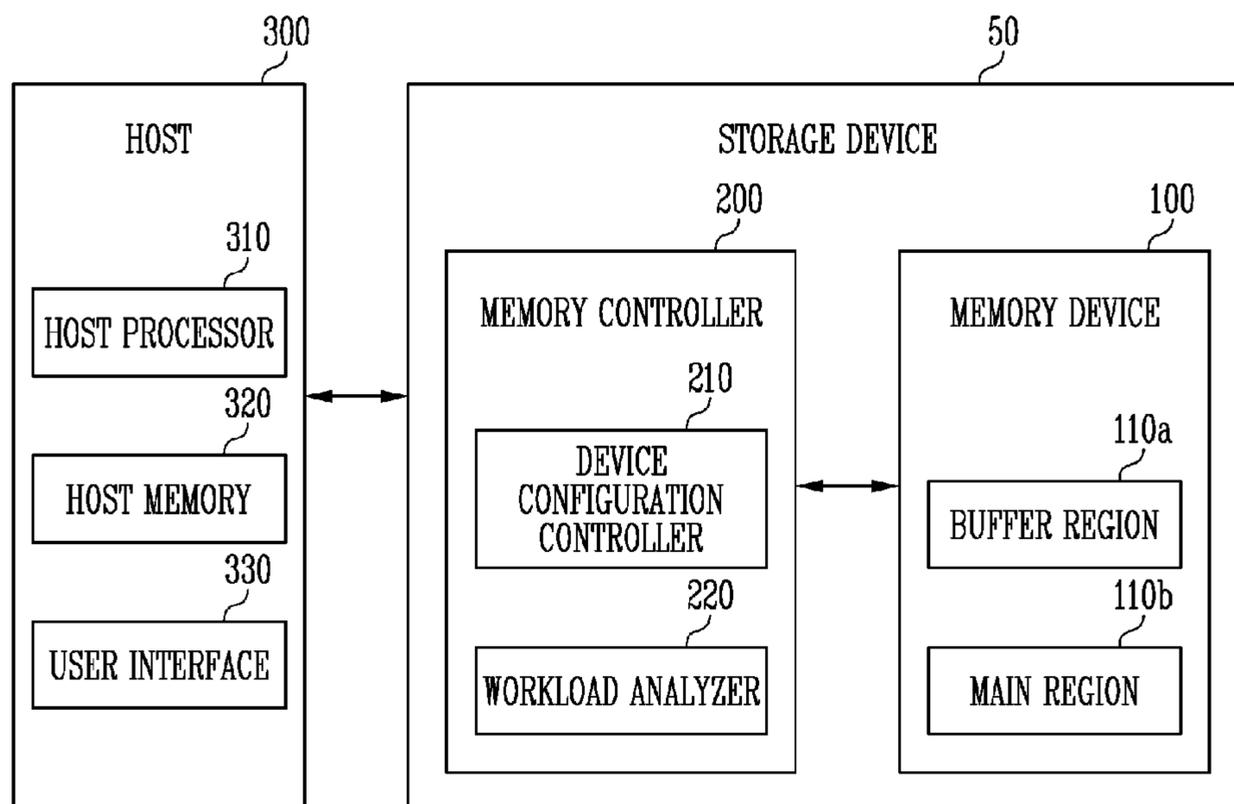 300
50
HOST
STORAGE DEVICE
200
100
310
MEMORY CONTROLLER
MEMORY DEVICE
HOST PROCESSOR
210
320
110a
DEVICE
CONFIGURATION
CONTROLLER
HOST MEMORY
BUFFER REGION
330
220
110b
USER INTERFACE
WORKLOAD ANALYZER
MAIN REGION